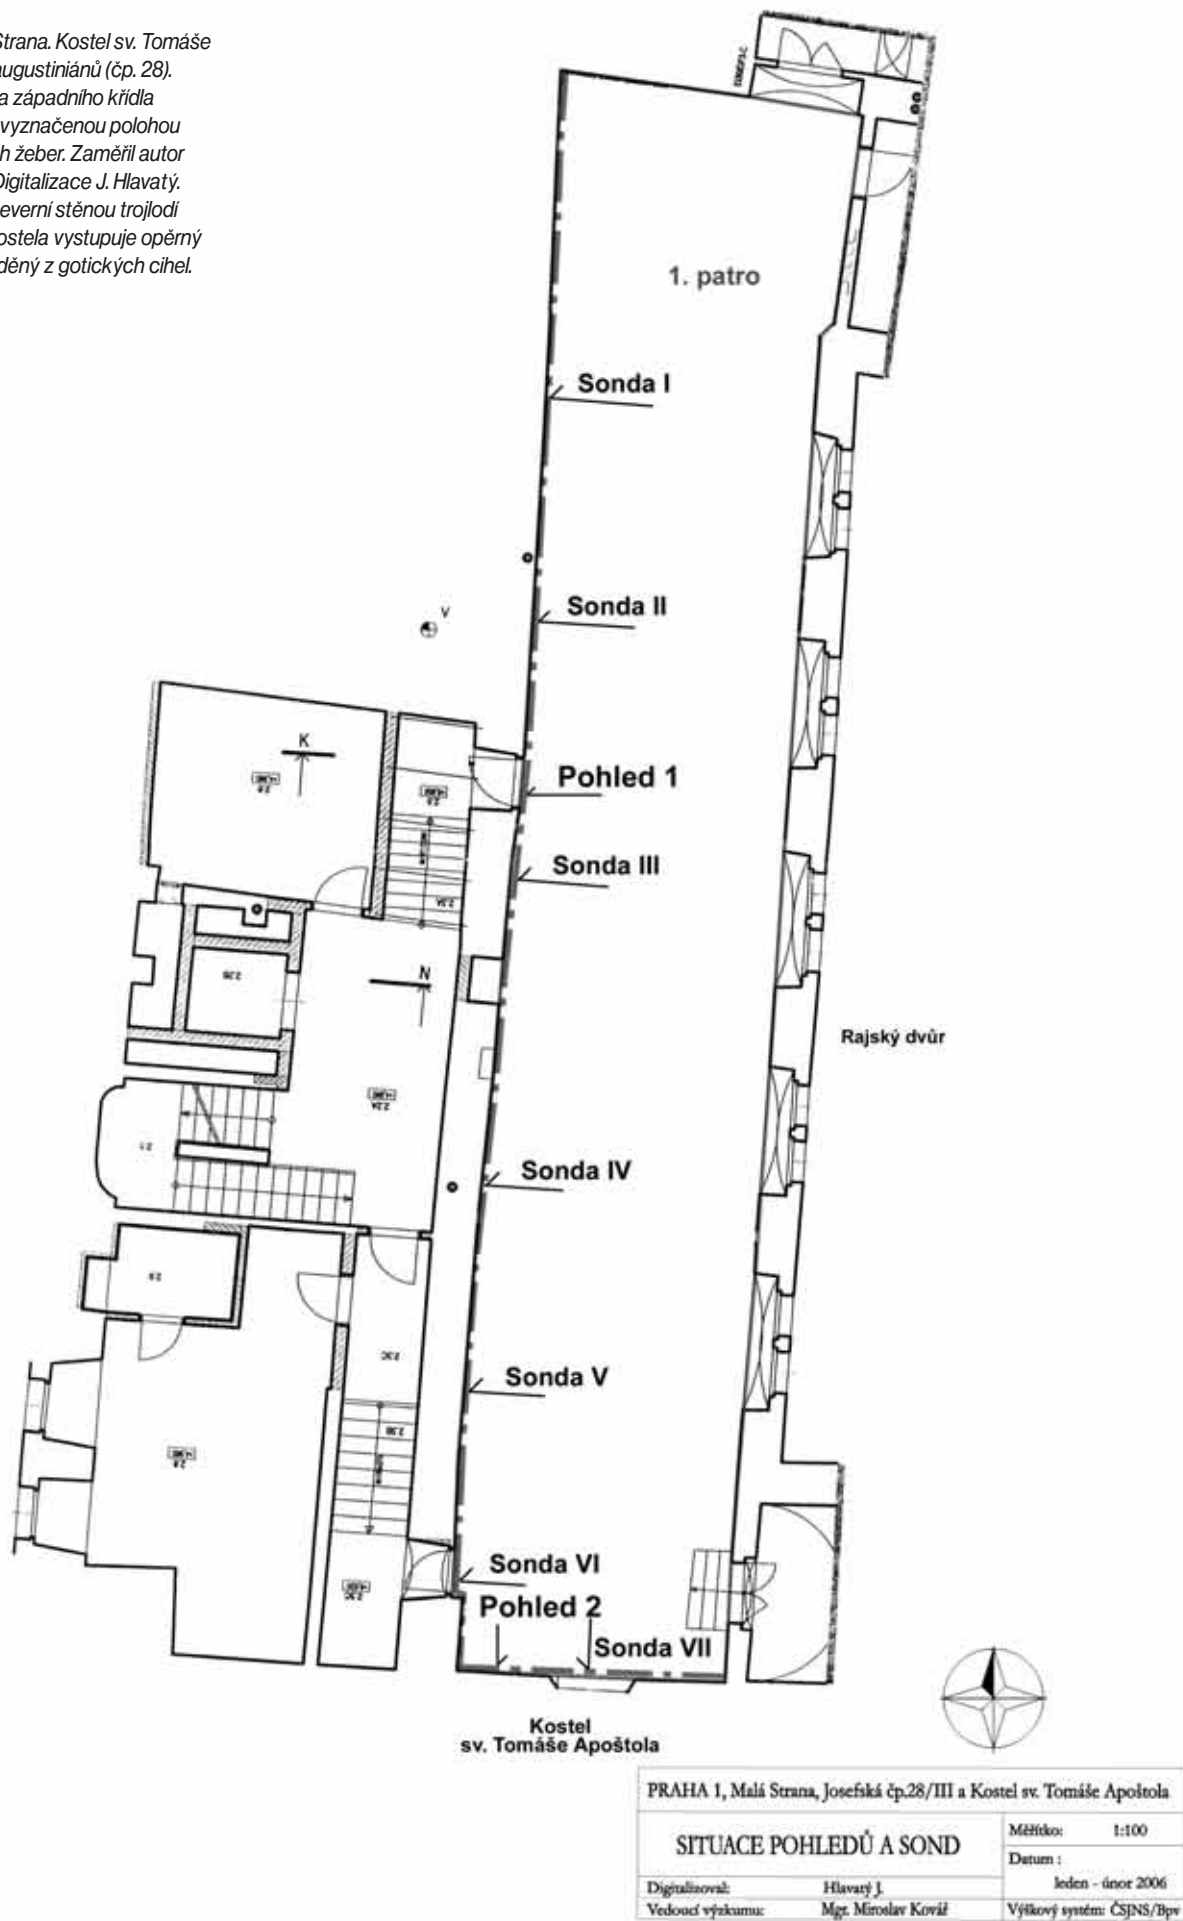 Strana. Kostel sv. Tomáše
augustiniánů (čp. 28).
a západního křídla
vyznačenou polohou
h žeber. Zaměřil autor
Digitalizace J. Hlavatý.
everní stěnou trojlodí
ostela vystupuje opěrný
děný z gotických cihel.
1. patro
Sonda I
Sonda II
V
K
Pohled 1
Sonda III
N
Rajský dvůr
Sonda IV
Sonda V
Sonda VI
Pohled 2
Sonda VII
Kostel
sv. Tomáše Apoštola
PRAHA 1, Malá Strana, Josefská čp.28/III a Kostel sv. Tomáše Apoštola
SITUACE POHLEDŮ A SOND
Měřítko: 1:100
Datum :
leden - únor 2006
Digitalizoval: Hlavatý J.
Vedoucí výzkumu: Mgr. Miroslav Kovář
Výškový systém: ČSJNS/Bpv